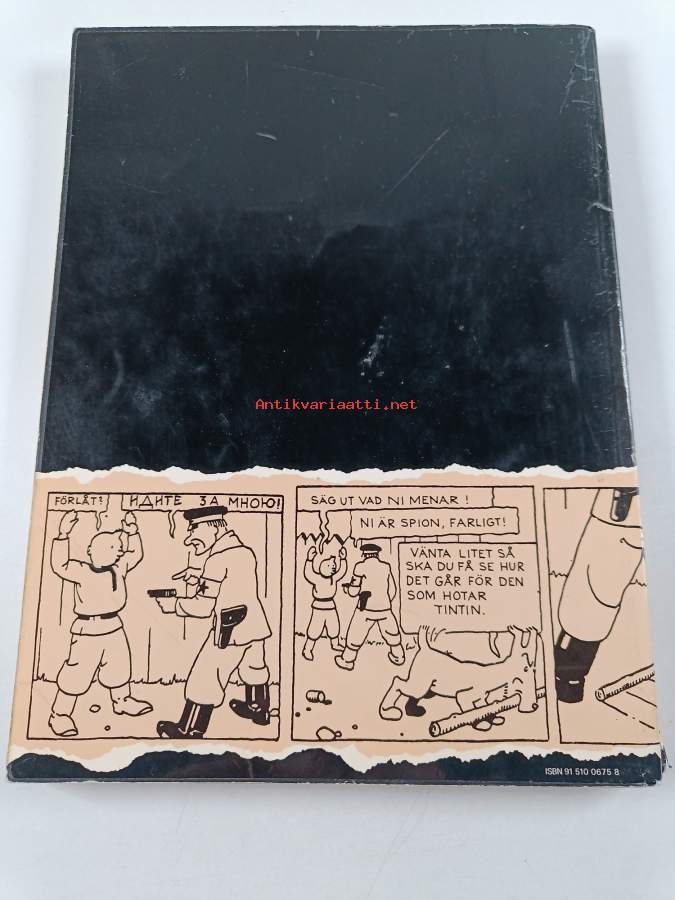 Antikvariaatti.net
FÖRLÅT?
ИДИТЕ ЗА МНОЮ!
SÄG UT VAD NI MENAR!
NI ÄR SPION, FARLIGT!
VÄNTA LITET SÅ
SKA DU FÅ SE HUR
DET GÅR FÖR DEN
SOM HOTAR
TINTIN.
ISBN 91 510 0675 8